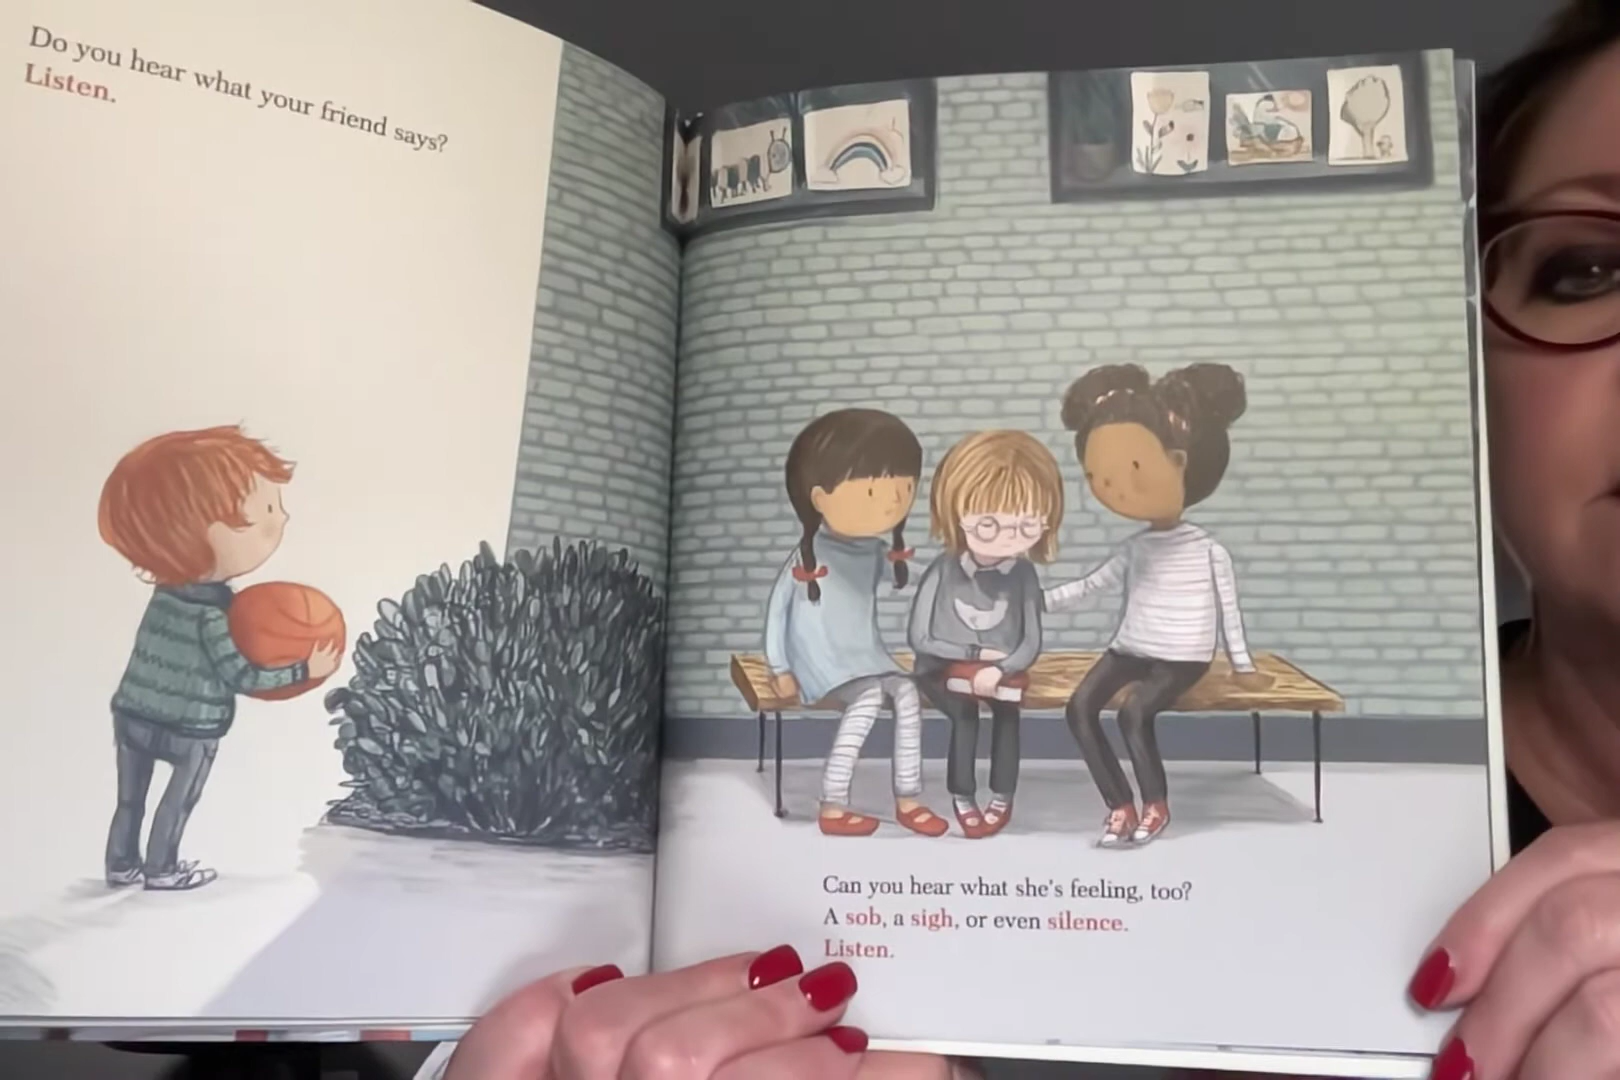 Do you hear what your friend says?
Listen.
Can you hear what she's feeling, too?
A sob, a sigh, or even silence.
Listen.